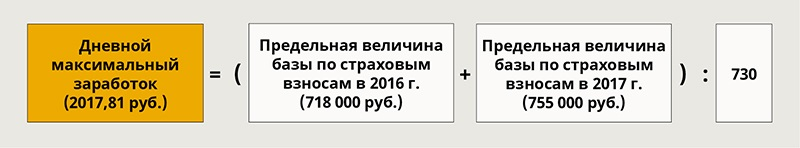 Дневной
максимальный
заработок
(2017,81 руб.)
= (
Предельная величина
базы по страховым
взносам в 2016 г.
(718 000 руб.)
+
Предельная величина
базы по страховым
взносам в 2017 г.
(755 000 руб.)
) :
730